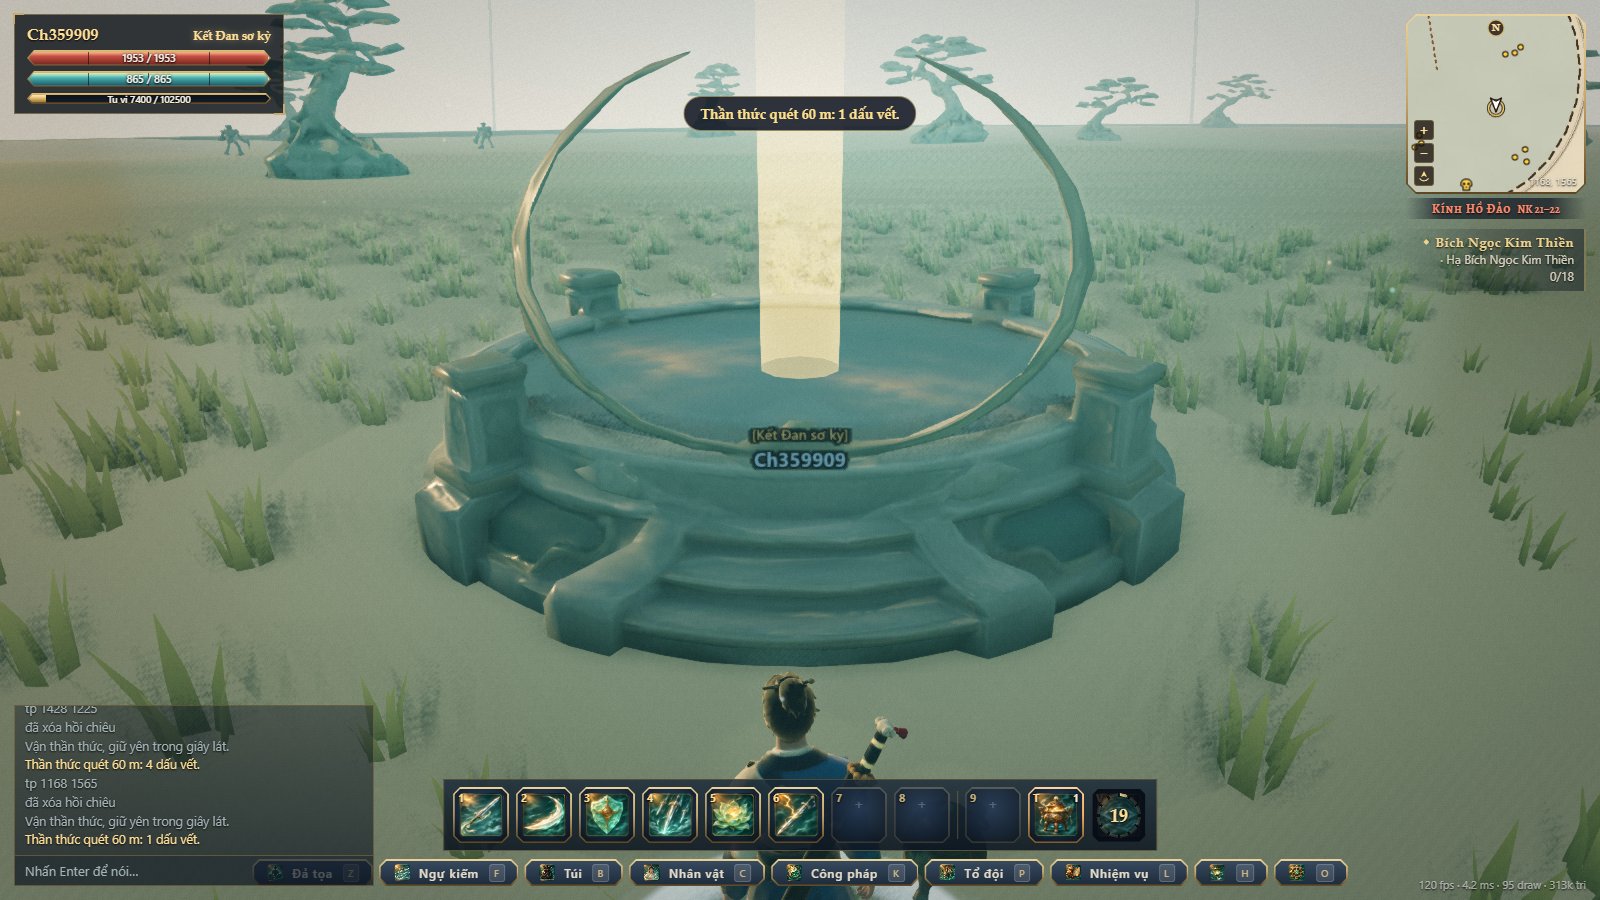 Ch359909
Kết Đan sơ kỳ
1953 / 1953
865 / 865
Tu vi 7400 / 102500
Thần thức quét 60 m: 1 dấu vết.
N
+
−
1168, 1565
Kính Hồ Đảo NK 21–22
Bích Ngọc Kim Thiền
· Hạ Bích Ngọc Kim Thiền
0/18
[Kết Đan sơ kỳ]
Ch359909
tp 1428 1225
đã xóa hồi chiêu
Vận thần thức, giữ yên trong giây lát.
Thần thức quét 60 m: 4 dấu vết.
tp 1168 1565
đã xóa hồi chiêu
Vận thần thức, giữ yên trong giây lát.
Thần thức quét 60 m: 1 dấu vết.
Nhấn Enter để nói...
1 2 3 4 5 6 7 8 9 1 1 19
Đả tọa Z
Ngự kiếm F
Túi B
Nhân vật C
Công pháp K
Tổ đội P
Nhiệm vụ L
H
O
120 fps · 4.2 ms · 95 draw · 313k tri